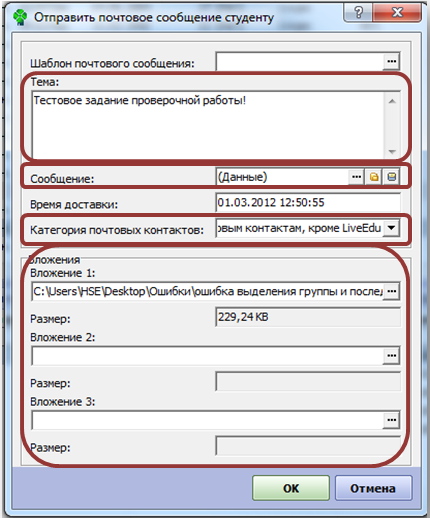 Отправить почтовое сообщение студенту
Шаблон почтового сообщения:
Тема:
Тестовое задание проверочной работы!
Сообщение: (Данные)
Время доставки: 01.03.2012 12:50:55
Категория почтовых контактов: овым контактам, кроме LiveEdu
Вложения
Вложение 1:
C:\Users\HSE\Desktop\Ошибки\ошибка выделения группы и послед
Размер: 229,24 KB
Вложение 2:
Размер:
Вложение 3:
Размер:
OK Отмена